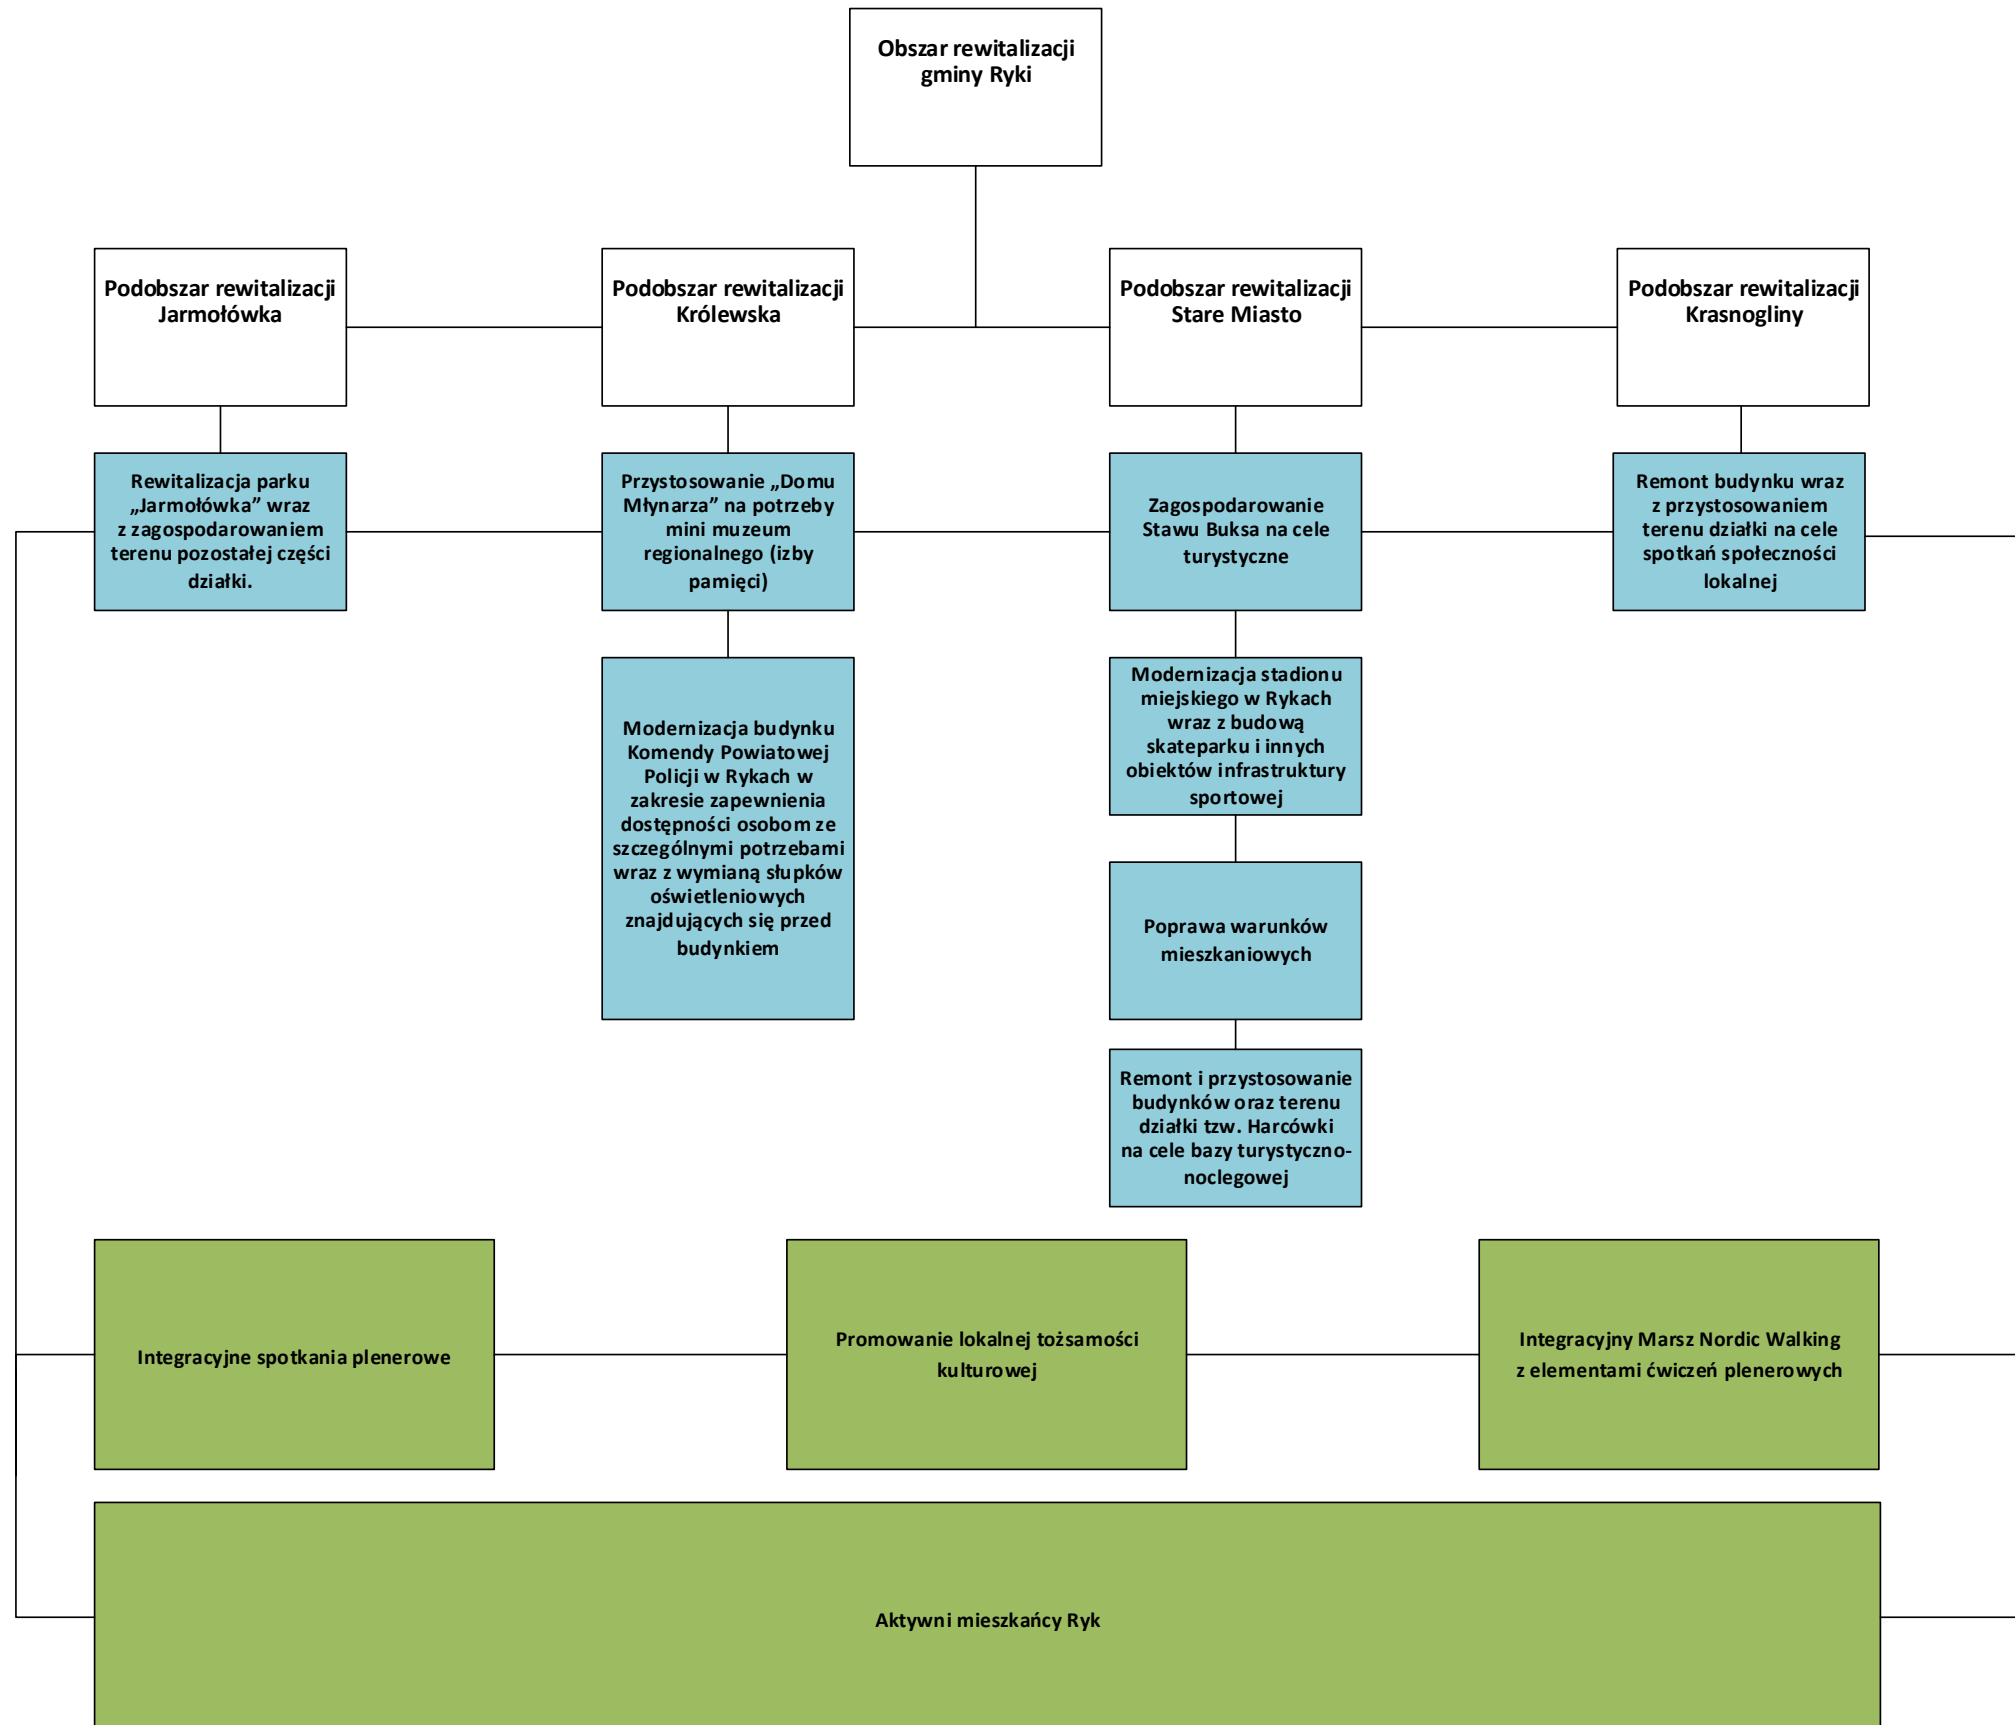 Obszar rewitalizacji
gminy Ryki
Podobszar rewitalizacji
Jarmołówka
Podobszar rewitalizacji
Królewska
Podobszar rewitalizacji
Stare Miasto
Podobszar rewitalizacji
Krasnogliny
Rewitalizacja parku
„Jarmołówka” wraz
z zagospodarowaniem
terenu pozostałej części
działki.
Przystosowanie „Domu
Młynarza” na potrzeby
mini muzeum
regionalnego (izby
pamięci)
Zagospodarowanie
Stawu Buksa na cele
turystyczne
Remont budynku wraz
z przystosowaniem
terenu działki na cele
spotkań społeczności
lokalnej
Modernizacja budynku
Komendy Powiatowej
Policji w Rykach w
zakresie zapewnienia
dostępności osobom ze
szczególnymi potrzebami
wraz z wymianą słupków
oświetleniowych
znajdujących się przed
budynkiem
Modernizacja stadionu
miejskiego w Rykach
wraz z budową
skateparku i innych
obiektów infrastruktury
sportowej
Poprawa warunków
mieszkaniowych
Remont i przystosowanie
budynków oraz terenu
działki tzw. Harcówki
na cele bazy turystyczno-
noclegowej
Integracyjne spotkania plenerowe
Promowanie lokalnej tożsamości
kulturowej
Integracyjny Marsz Nordic Walking
z elementami ćwiczeń plenerowych
Aktywni mieszkańcy Ryk